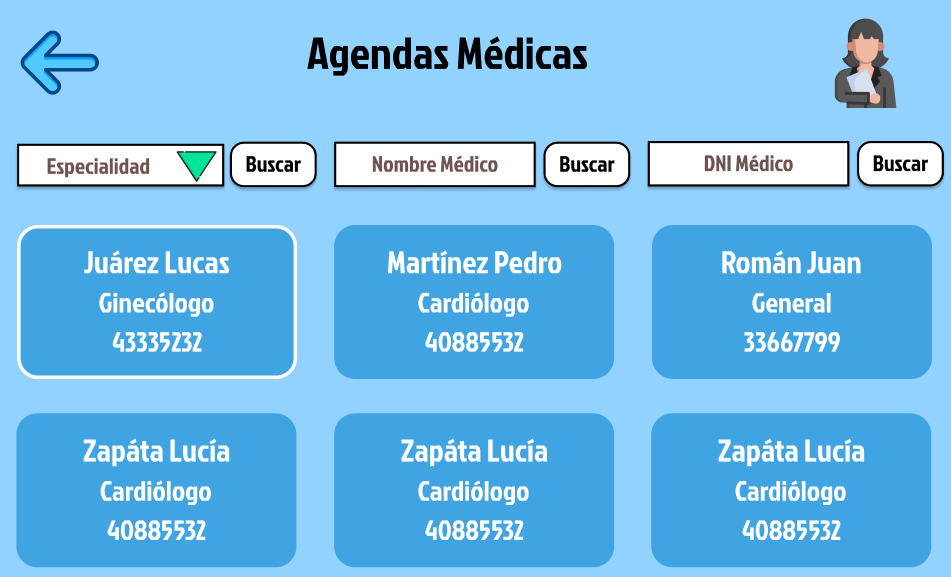 Agendas Médicas
Especialidad
Buscar
Nombre Médico
Buscar
DNI Médico
Buscar
Juárez Lucas
Ginecólogo
43335232
Martínez Pedro
Cardiólogo
40885532
Román Juan
General
33667799
Zapáta Lucía
Cardiólogo
40885532
Zapáta Lucía
Cardiólogo
40885532
Zapáta Lucía
Cardiólogo
40885532